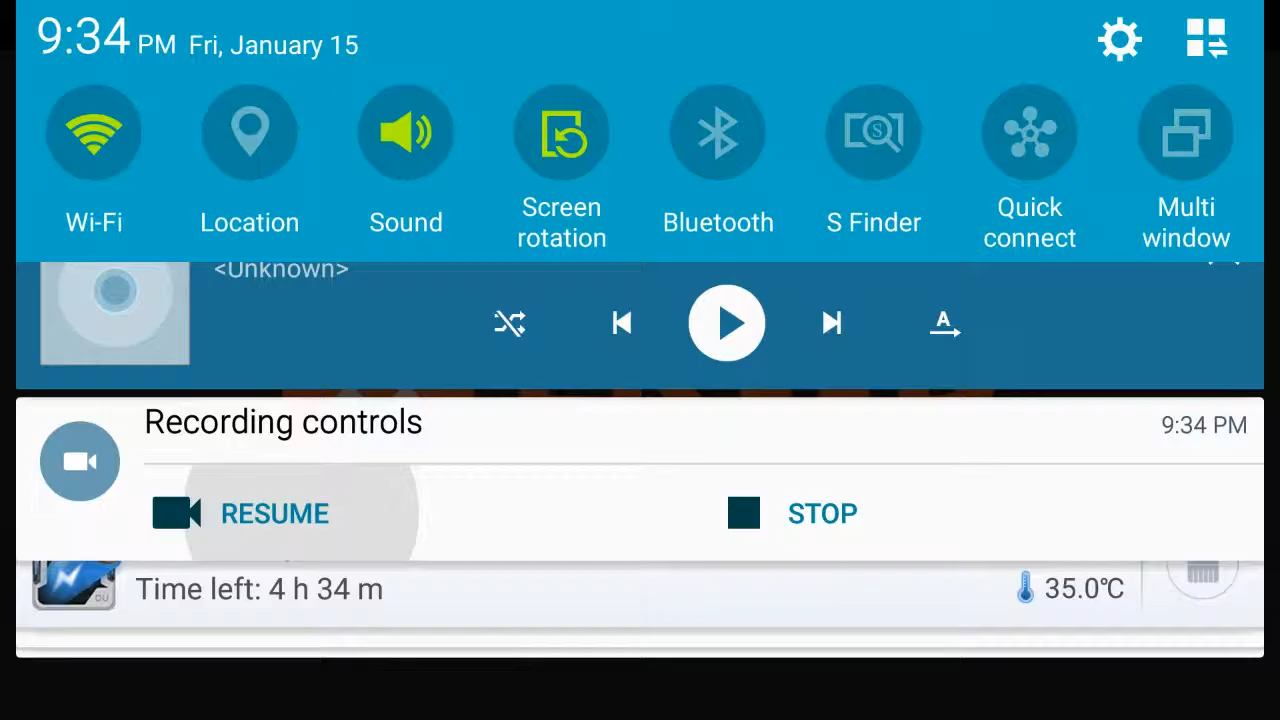 9:34 PM Fri, January 15
Wi-Fi
Location
Sound
Screen
rotation
Bluetooth
S Finder
Quick
connect
Multi
window
<Unknown>
A
Recording controls
9:34 PM
RESUME
STOP
Time left: 4 h 34 m
35.0℃